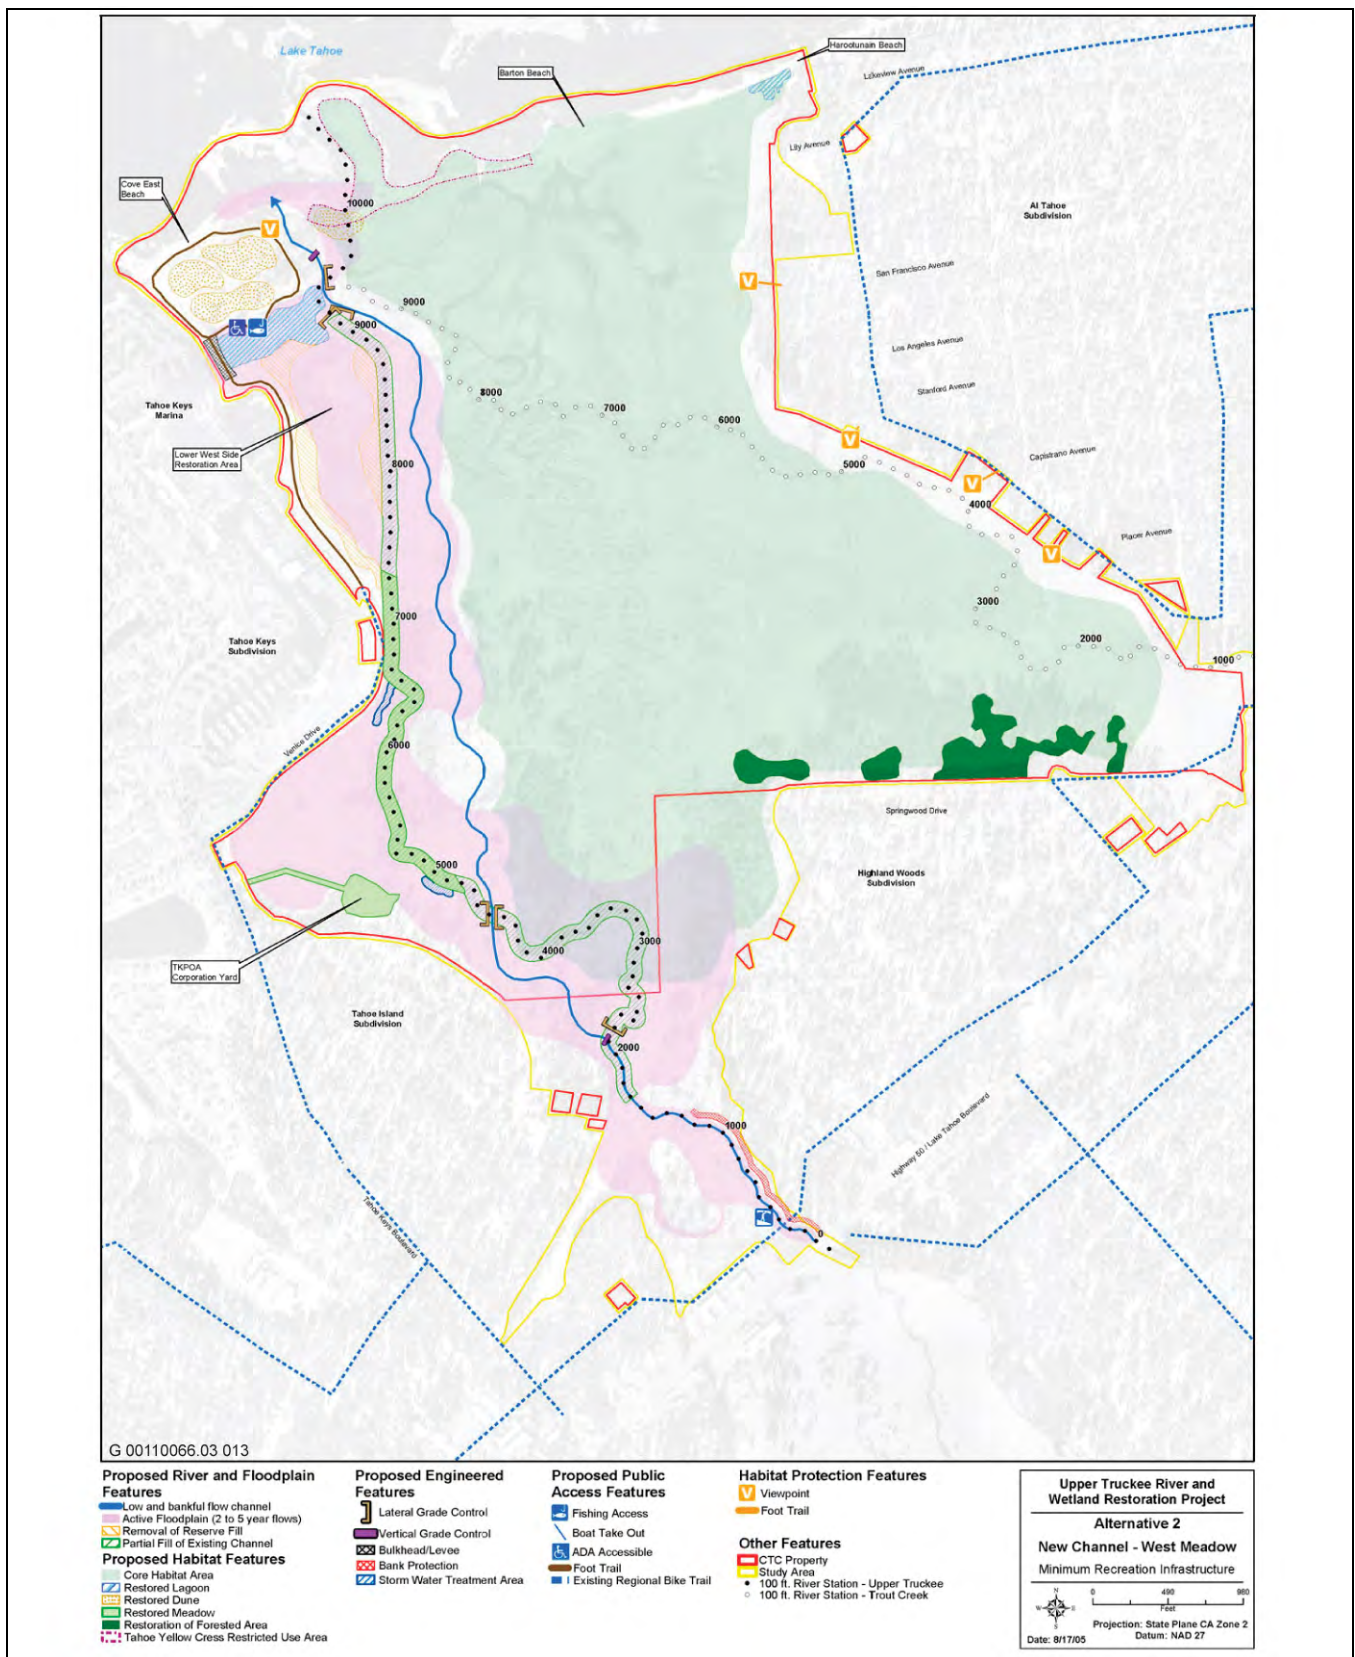 Lake Tahoe
Barton Beach
Harootunain Beach
Lakeview Avenue
Lily Avenue
Cove East
Beach
Al Tahoe
Subdivision
10000
San Francisco Avenue
9000
9000
Los Angeles Avenue
Stanford Avenue
8000
7000
6000
Tahoe Keys
Marina
Lower West Side
Restoration Area
8000
5000
Capistrano Avenue
4000
Placer Avenue
3000
7000
2000
1000
Tahoe Keys
Subdivision
Venice Drive
6000
Springwood Drive
5000
Highland Woods
Subdivision
4000
3000
TKPOA
Corporation Yard
Tahoe Island
Subdivision
2000
1000
Highway 50 / Lake Tahoe Boulevard
Tahoe Keys Boulevard
0
G 00110066.03 013
Proposed River and Floodplain
Features
Low and bankful flow channel
Active Floodplain (2 to 5 year flows)
Removal of Reserve Fill
Partial Fill of Existing Channel
Proposed Habitat Features
Core Habitat Area
Restored Lagoon
Restored Dune
Restored Meadow
Restoration of Forested Area
Tahoe Yellow Cress Restricted Use Area
Proposed Engineered
Features
Lateral Grade Control
Vertical Grade Control
Bulkhead/Levee
Bank Protection
Storm Water Treatment Area
Proposed Public
Access Features
Fishing Access
Boat Take Out
ADA Accessible
Foot Trail
Existing Regional Bike Trail
Habitat Protection Features
V Viewpoint
Foot Trail
Other Features
CTC Property
Study Area
100 ft. River Station - Upper Truckee
100 ft. River Station - Trout Creek
Upper Truckee River and
Wetland Restoration Project
Alternative 2
New Channel - West Meadow
Minimum Recreation Infrastructure
N
W E
S
0 490 980
Feet
Projection: State Plane CA Zone 2
Datum: NAD 27
Date: 8/17/05